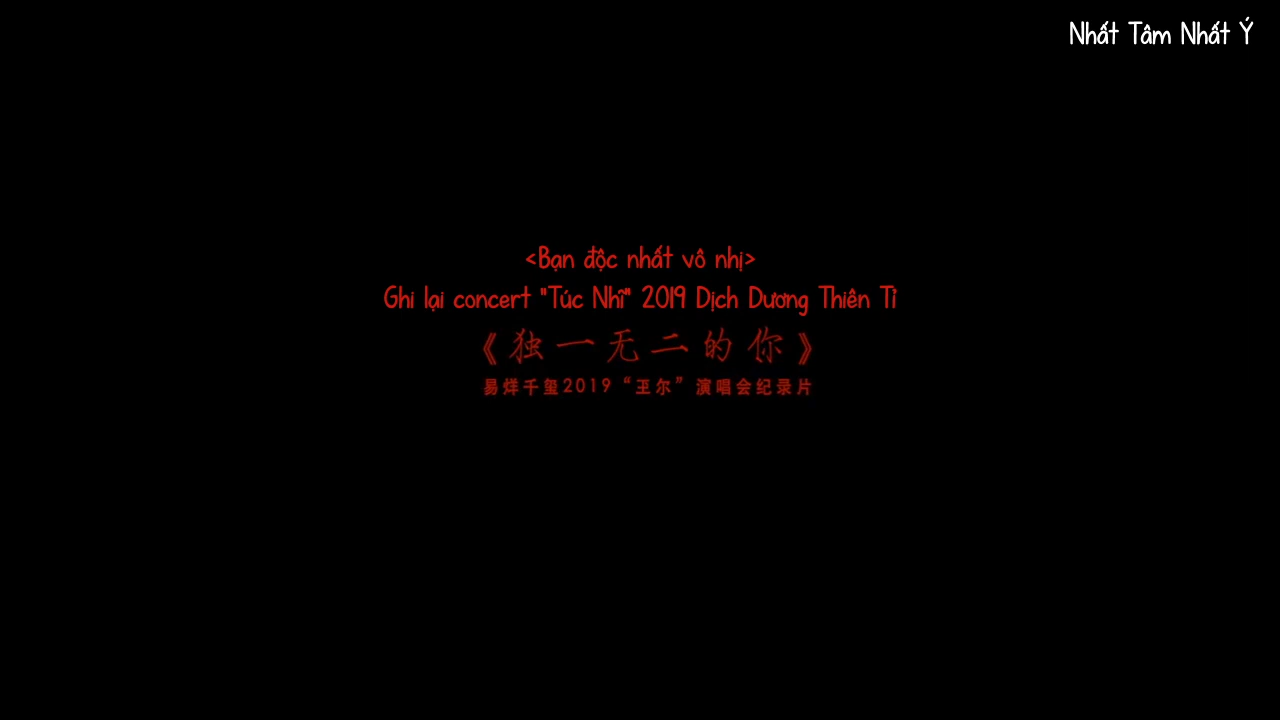 Nhất Tâm Nhất Ý
<Bạn độc nhất vô nhị>
Ghi lại concert "Túc Nhĩ" 2019 Dịch Dương Thiên Tỉ
《独一无二的你》
易烊千玺2019“玊尔”演唱会纪录片